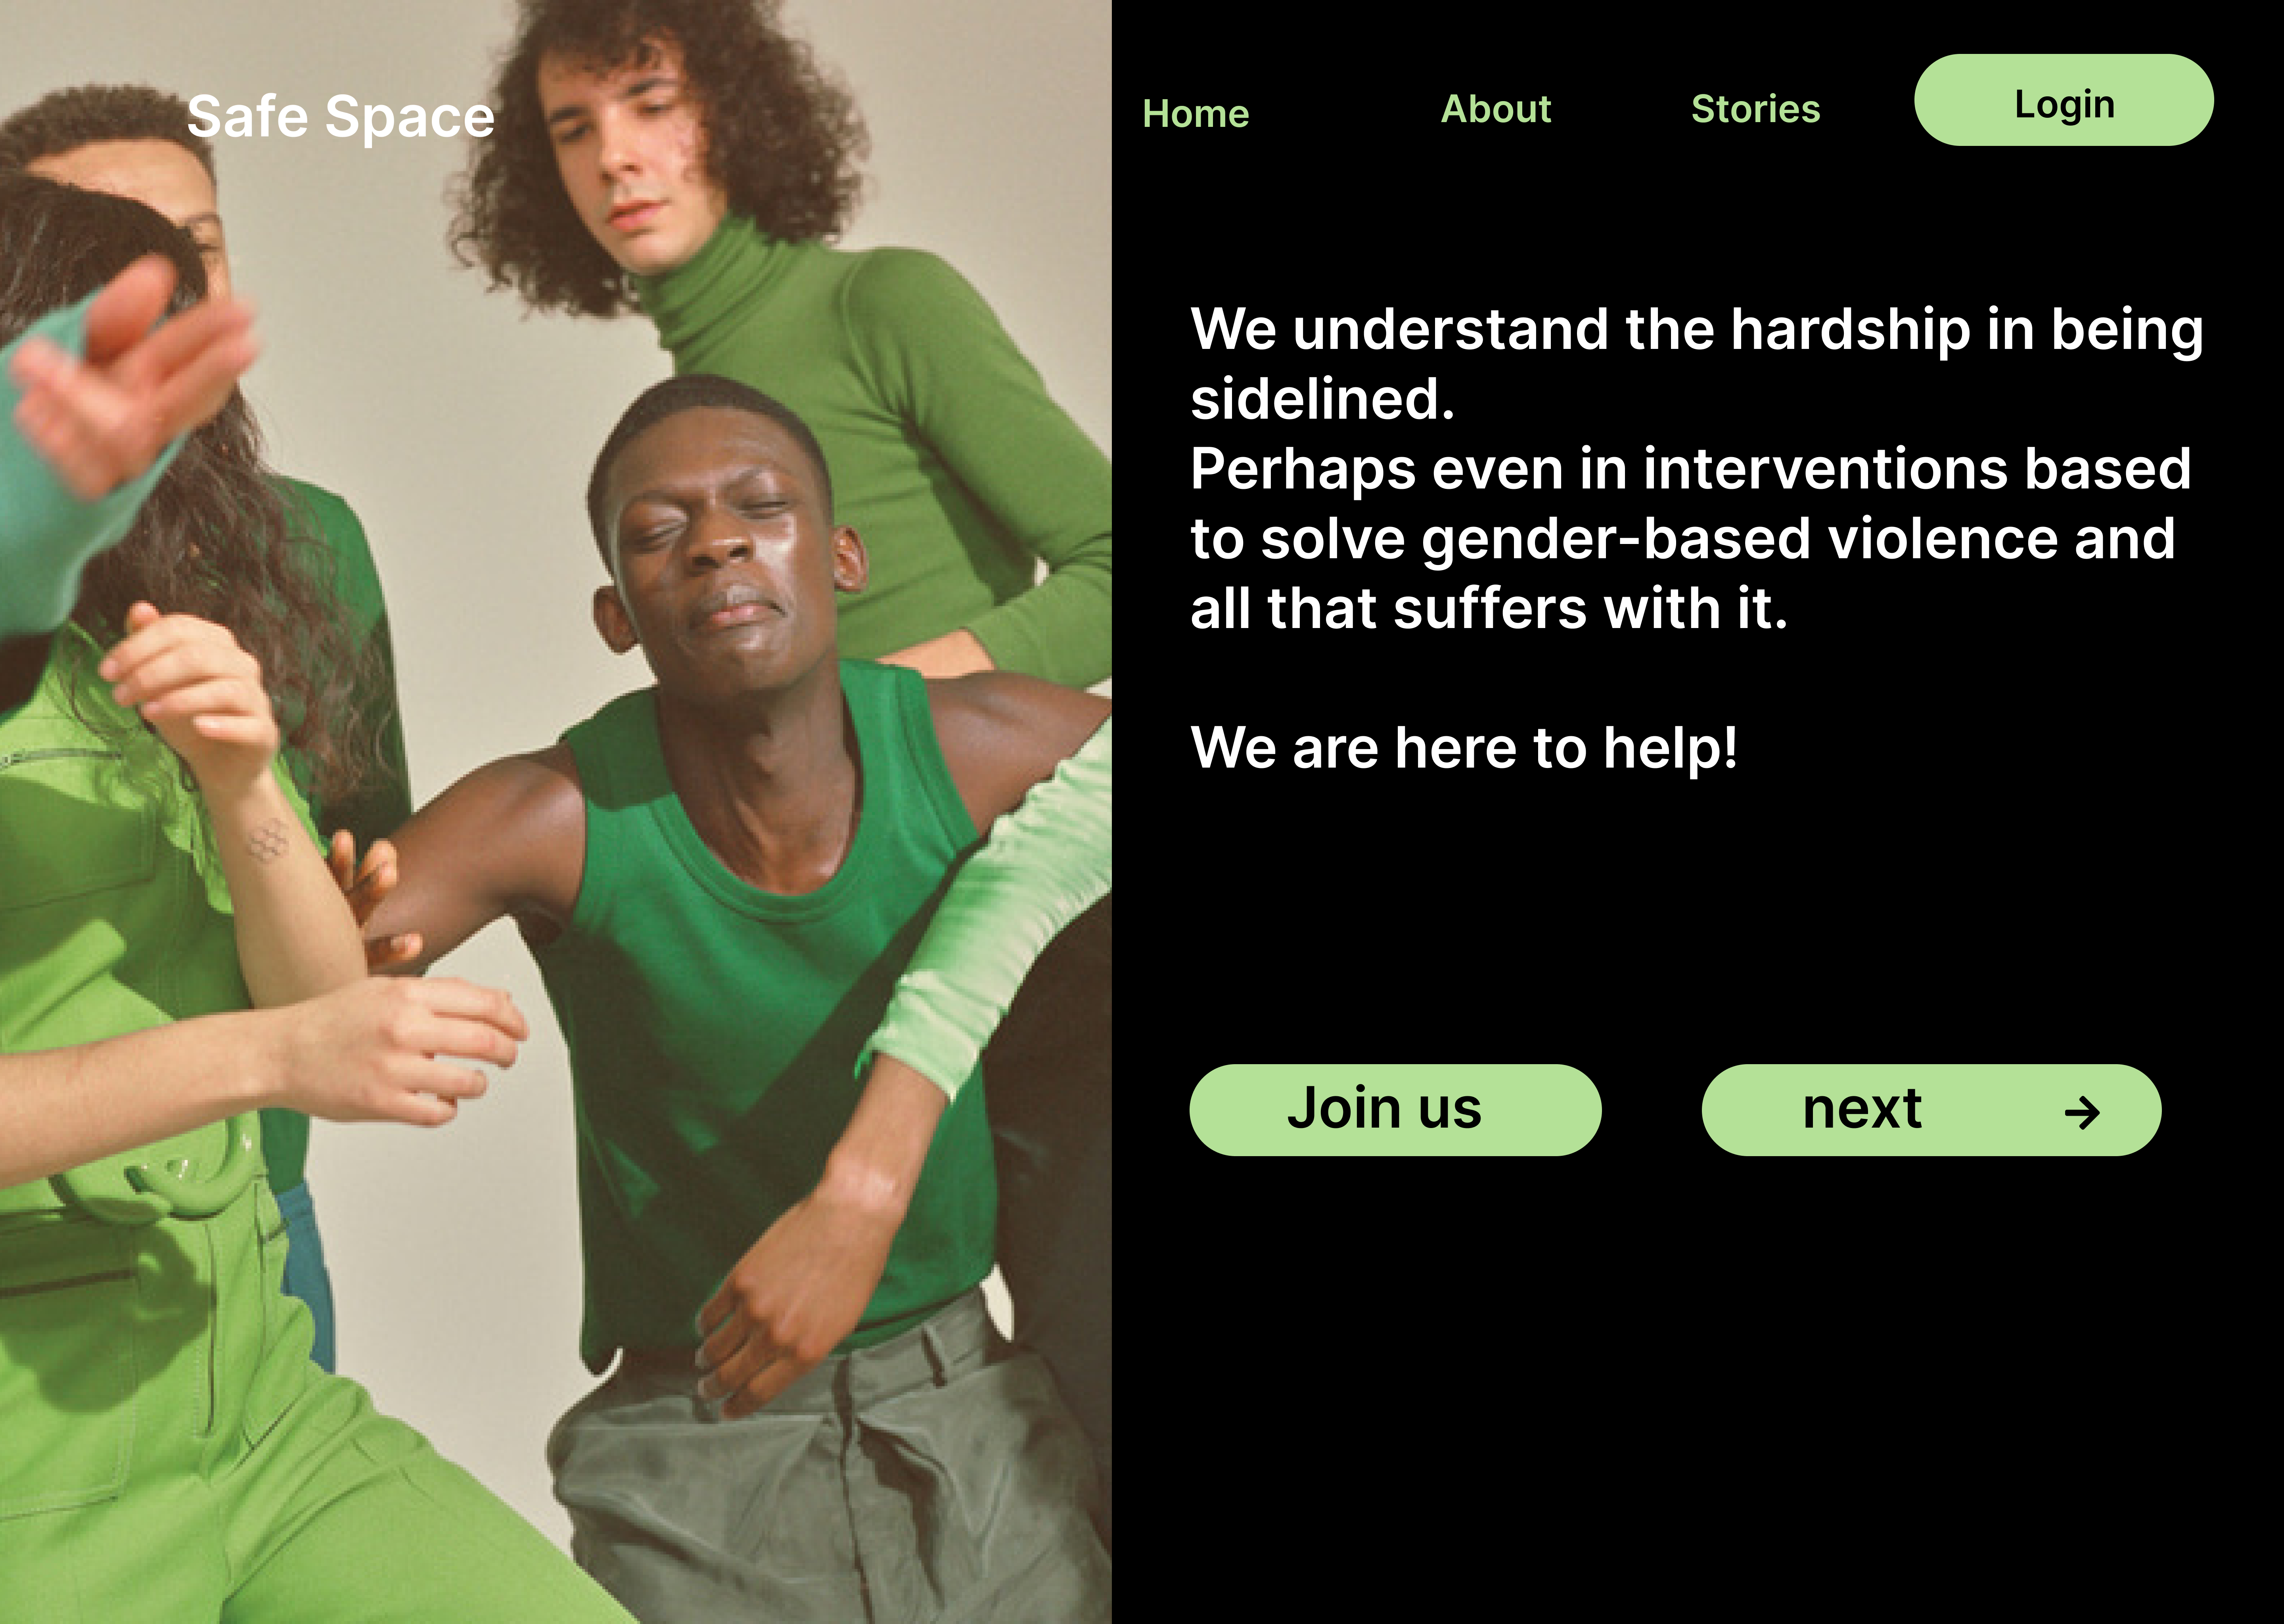 Safe Space
Home
About
Stories
Login
We understand the hardship in being
sidelined.
Perhaps even in interventions based
to solve gender-based violence and
all that suffers with it.
We are here to help!
Join us
next →